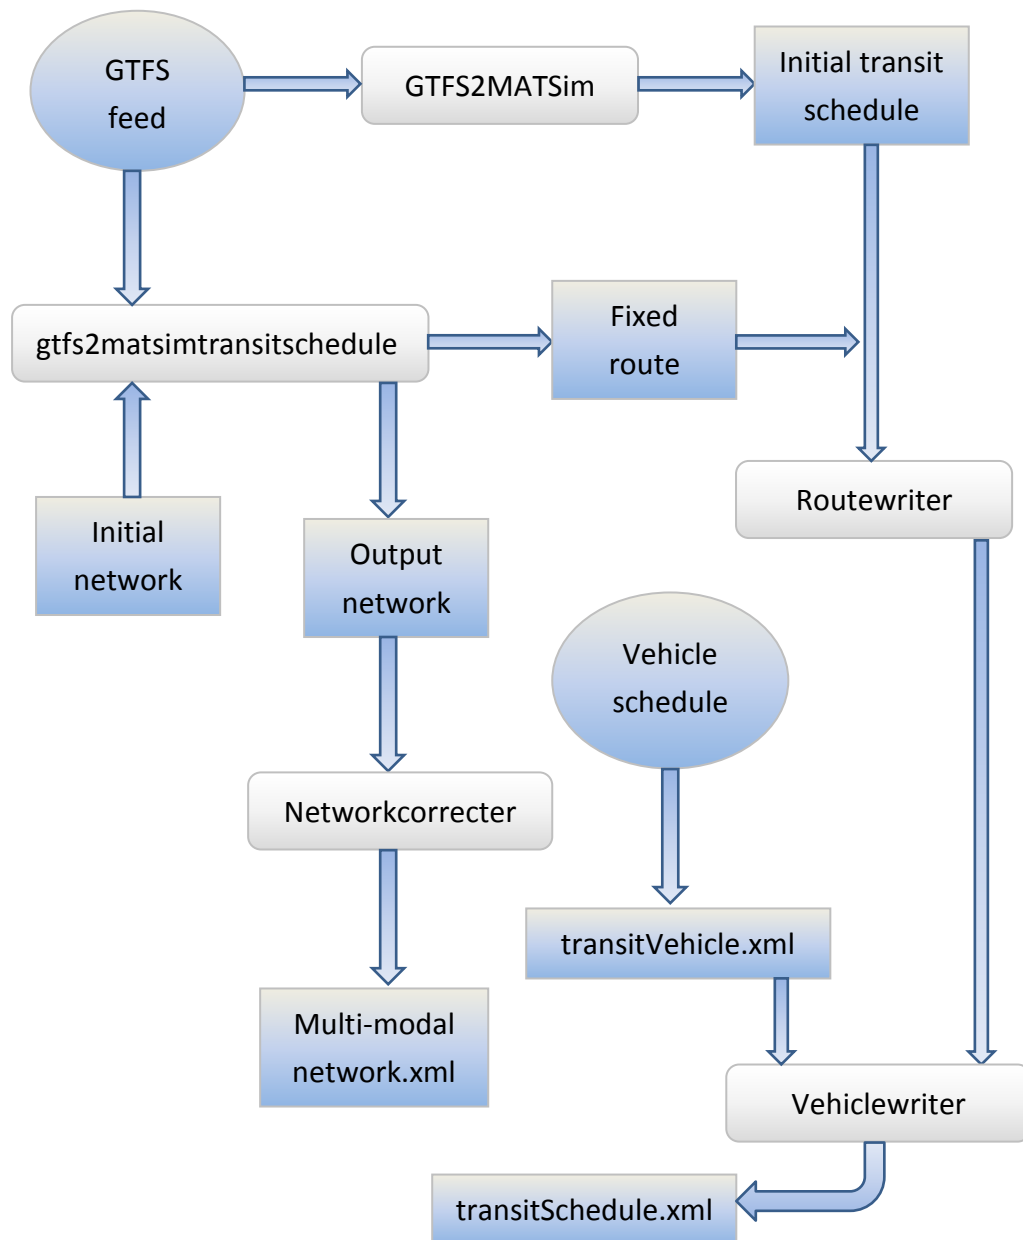 GTFS
feed
GTFS2MATSim
Initial transit
schedule
gtfs2matsimtransitschedule
Fixed
route
Initial
network
Output
network
Routewriter
Vehicle
schedule
Networkcorrecter
transitVehicle.xml
Multi-modal
network.xml
Vehiclewriter
transitSchedule.xml